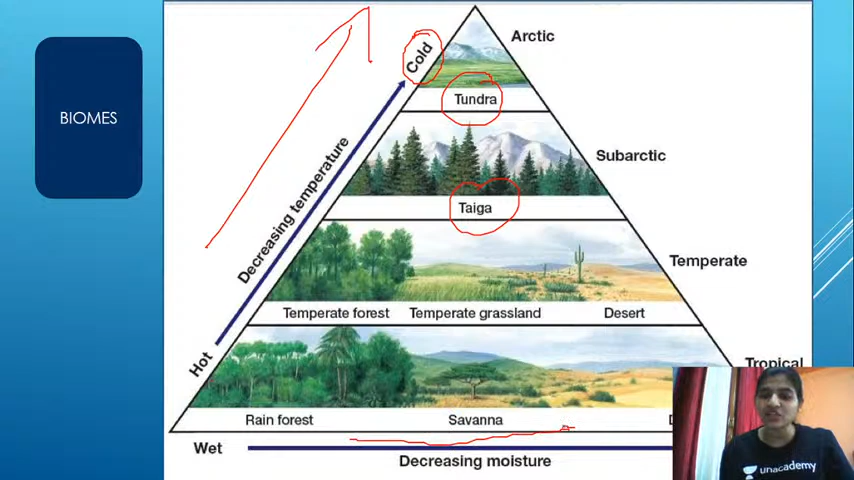 BIOMES
Arctic
Cold
Tundra
Subarctic
Decreasing temperature
Taiga
Temperate
Temperate forest Temperate grassland Desert
Hot
Tropical
Rain forest Savanna D
Wet
Decreasing moisture
unacademy